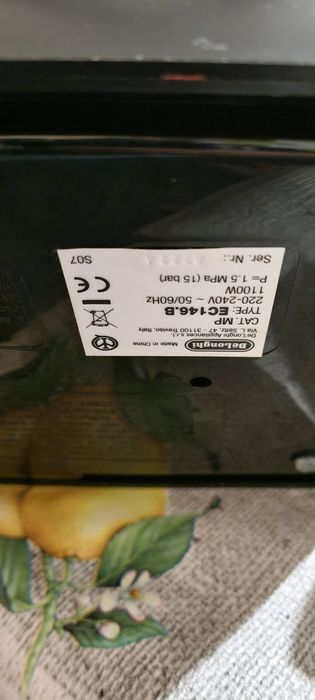 DeLonghi Made in China
De'Longhi Appliances s.r.l.
Via L. Seitz, 47 - 31100 Treviso, Italy
CAT. MP
TYPE: EC146.B
220-240V ~ 50/60Hz
1100W
P= 1.5 MPa (15 bar)
CE
Ser. Nr.:
S07